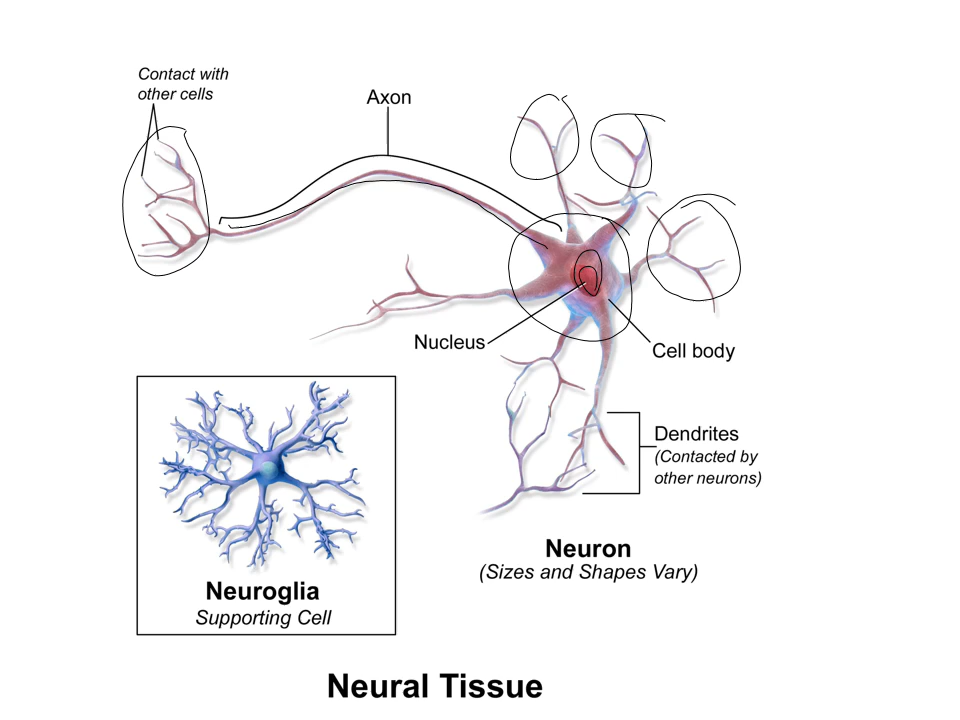 Contact with
other cells
Axon
Nucleus
Cell body
Dendrites
(Contacted by
other neurons)
Neuron
(Sizes and Shapes Vary)
Neuroglia
Supporting Cell
Neural Tissue